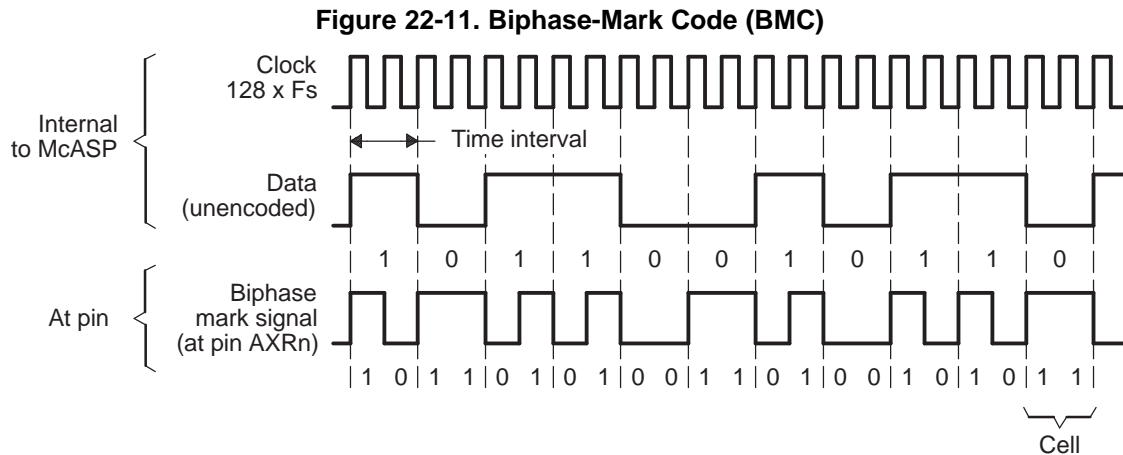 Figure 22-11. Biphase-Mark Code (BMC)
Clock
128 x Fs
Internal
to McASP
Time interval
Data
(unencoded)
1 0 1 1 0 0 1 0 1 1 0
At pin
Biphase
mark signal
(at pin AXRn)
1 0 1 1 0 1 0 1 0 0 1 1 0 1 0 0 1 0 1 0 1 1
Cell